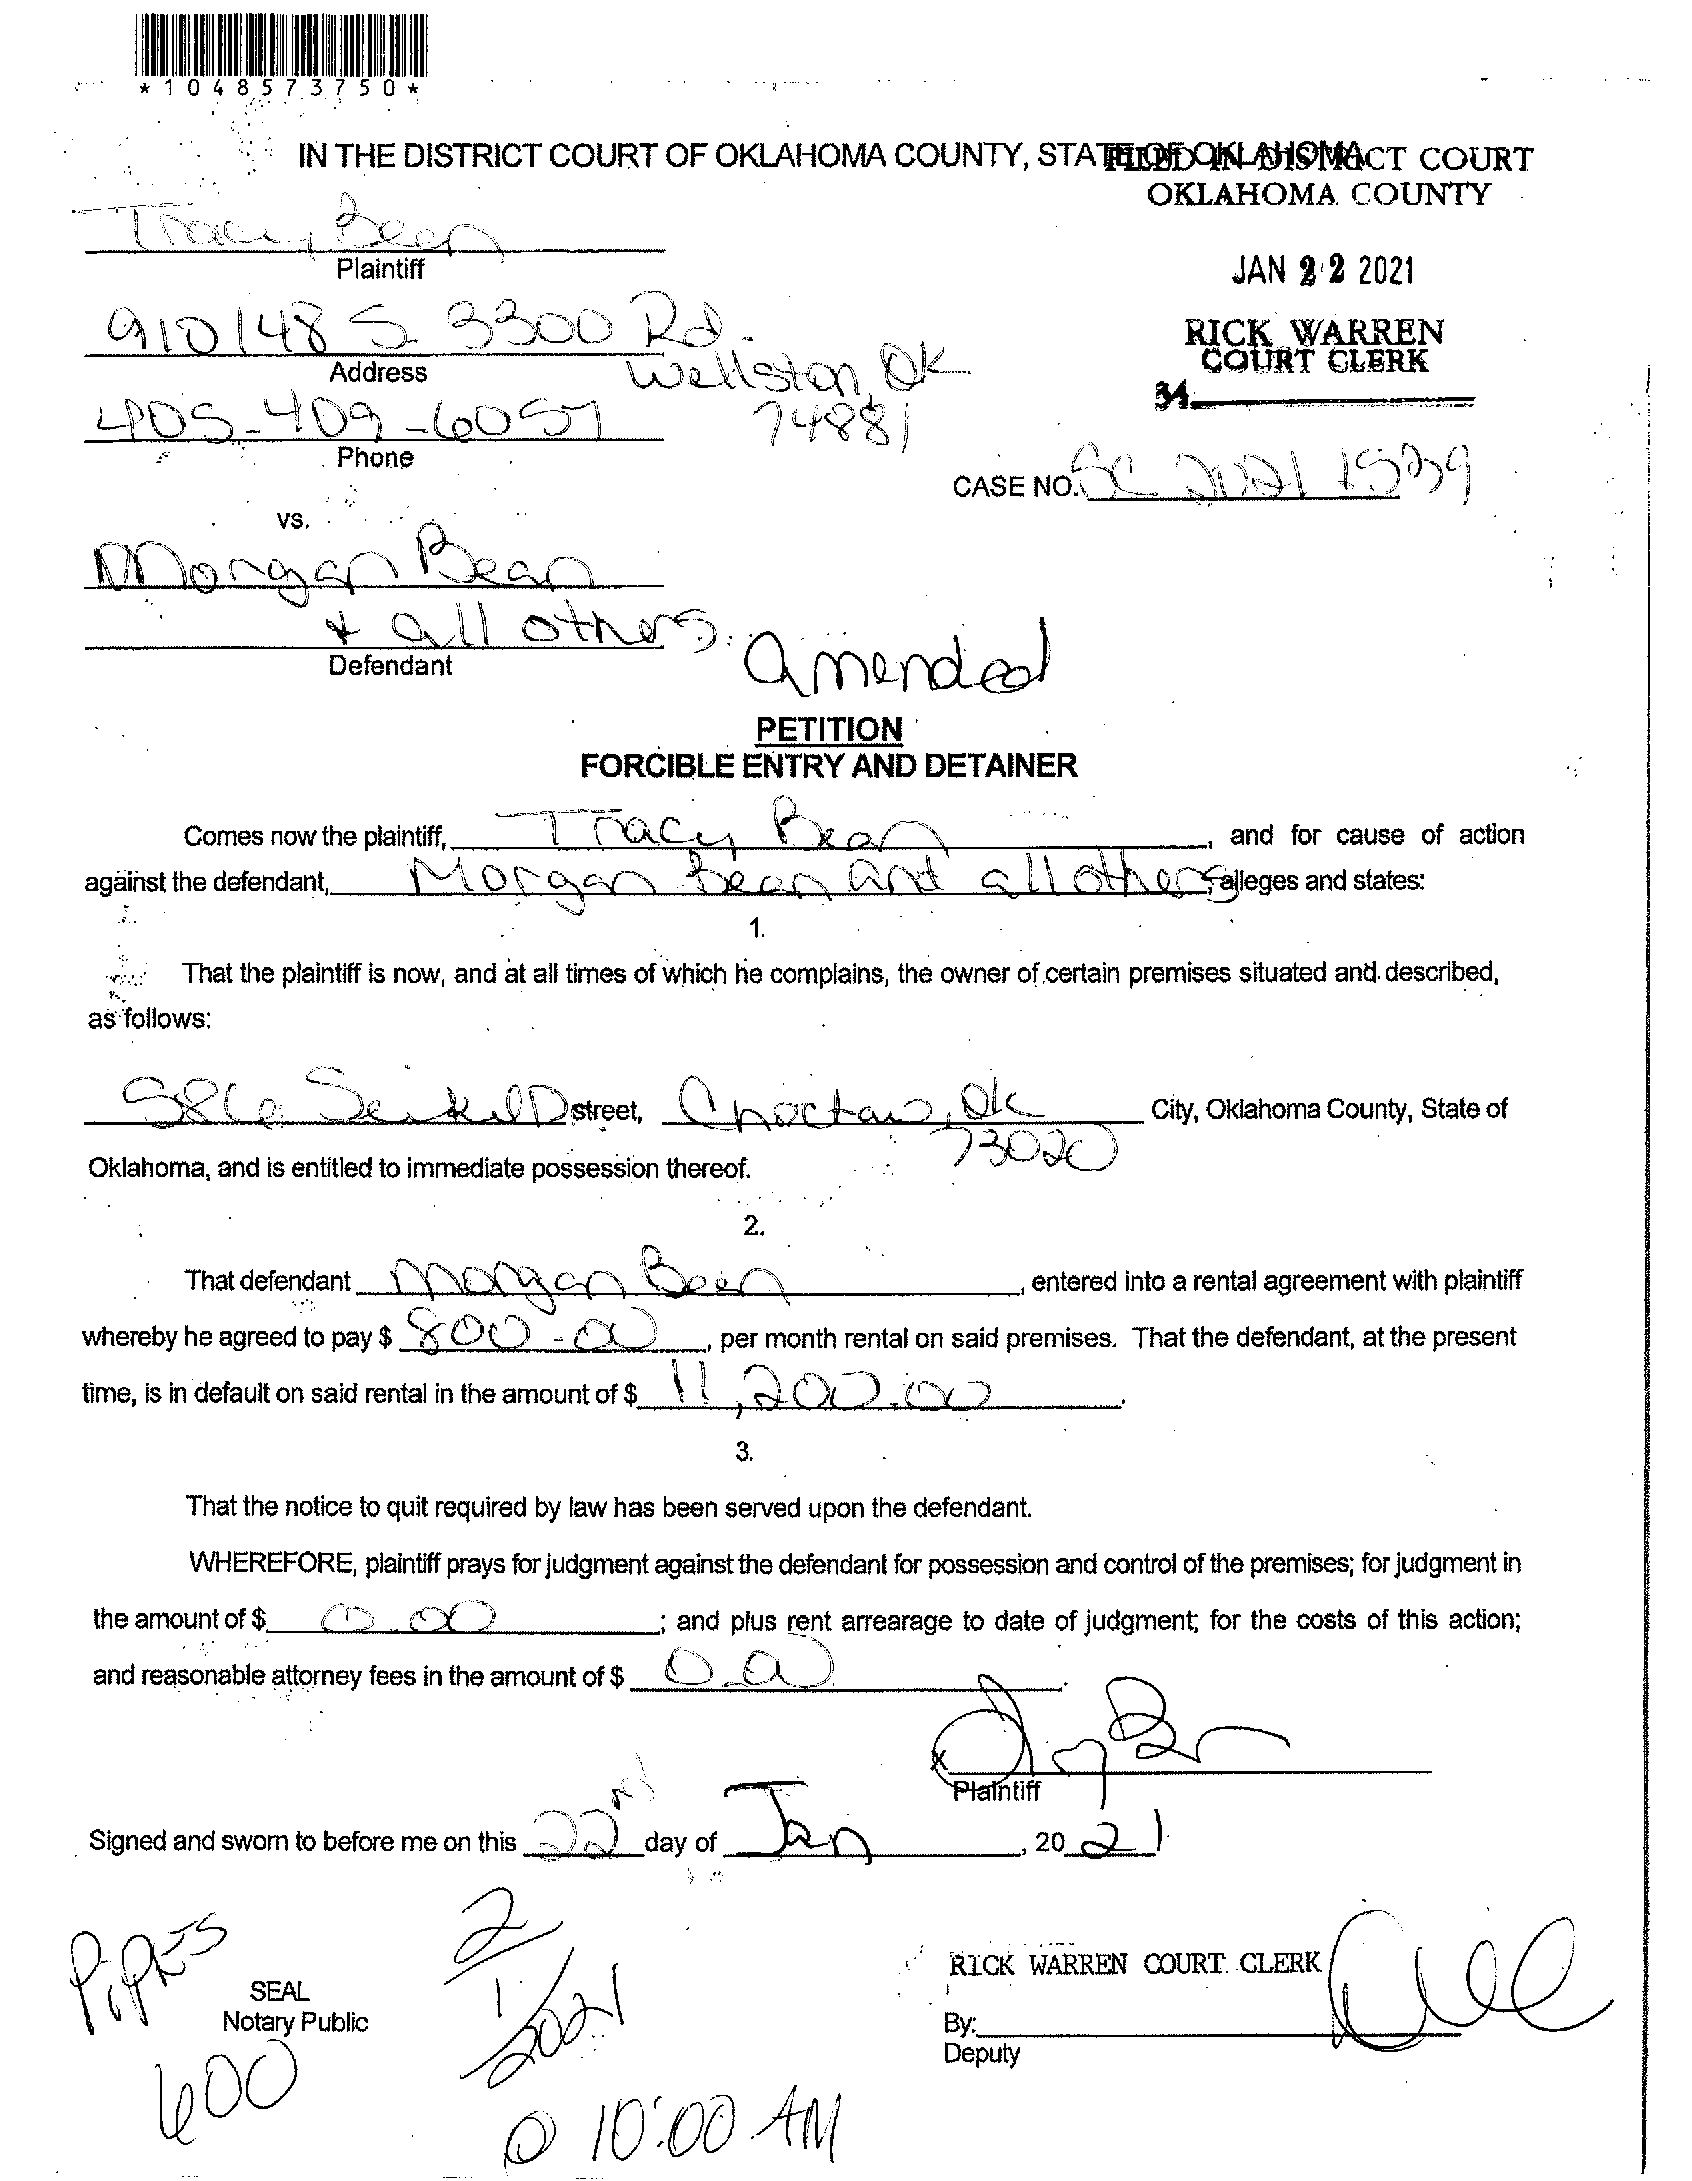 *1048573750*
IN THE DISTRICT COURT OF OKLAHOMA COUNTY, STATE OF OKLAHOMA
FILED IN DISTRICT COURT
OKLAHOMA COUNTY
Tracy Bean
Plaintiff
JAN 22 2021
910148 S 3300 Rd.
RICK WARREN
COURT CLERK
Address
Wellston, OK
74881
34
405-409-6057
Phone
CASE NO. SC 2021 1539
vs.
Morgan Bean
& all others
Defendant
amended
PETITION
FORCIBLE ENTRY AND DETAINER
Comes now the plaintiff, Tracy Bean, and for cause of action
against the defendant, Morgan Bean and all others, alleges and states:
1.
That the plaintiff is now, and at all times of which he complains, the owner of certain premises situated and described,
as follows:
street, Choctaw, Ok City, Oklahoma County, State of
73020
Oklahoma, and is entitled to immediate possession thereof.
2.
That defendant Morgan Bean, entered into a rental agreement with plaintiff
whereby he agreed to pay $ 800-00, per month rental on said premises. That the defendant, at the present
time, is in default on said rental in the amount of $ 11,200.00.
3.
That the notice to quit required by law has been served upon the defendant.
WHEREFORE, plaintiff prays for judgment against the defendant for possession and control of the premises; for judgment in
the amount of $ 0.00; and plus rent arrearage to date of judgment; for the costs of this action;
and reasonable attorney fees in the amount of $ 0.00.
x
Plaintiff
Signed and sworn to before me on this 22nd day of Jan, 2021
PiPKES
2/1/2021
SEAL
Notary Public
RICK WARREN COURT CLERK
By:
Deputy
600
@ 10:00 AM